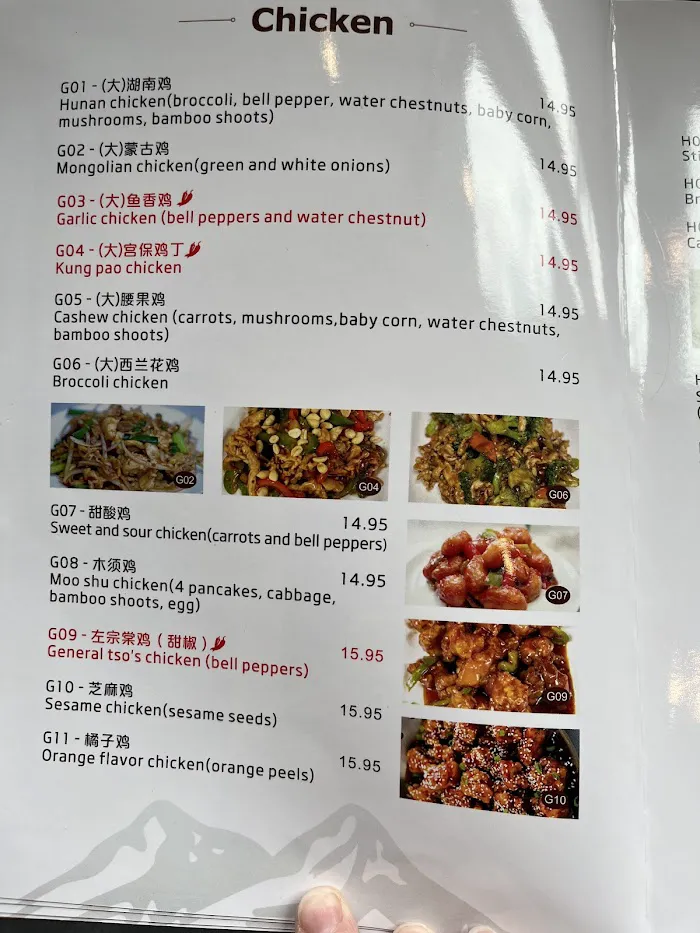 Chicken
G01 - (大)湖南鸡
Hunan chicken(broccoli, bell pepper, water chestnuts, baby corn, 14.95
mushrooms, bamboo shoots)
G02 - (大)蒙古鸡
Mongolian chicken(green and white onions) 14.95
G03 - (大)鱼香鸡
Garlic chicken (bell peppers and water chestnut) 14.95
G04 - (大)宫保鸡丁
Kung pao chicken 14.95
G05 - (大)腰果鸡 14.95
Cashew chicken (carrots, mushrooms,baby corn, water chestnuts,
bamboo shoots)
G06 - (大)西兰花鸡
Broccoli chicken 14.95
G02
G04
G06
G07 - 甜酸鸡 14.95
Sweet and sour chicken(carrots and bell peppers)
G07
G08 - 木须鸡
Moo shu chicken(4 pancakes, cabbage, 14.95
bamboo shoots, egg)
G09 - 左宗棠鸡 ( 甜椒 )
General tso's chicken (bell peppers) 15.95
G09
G10 - 芝麻鸡
Sesame chicken(sesame seeds) 15.95
G11 - 橘子鸡
Orange flavor chicken(orange peels) 15.95
G10